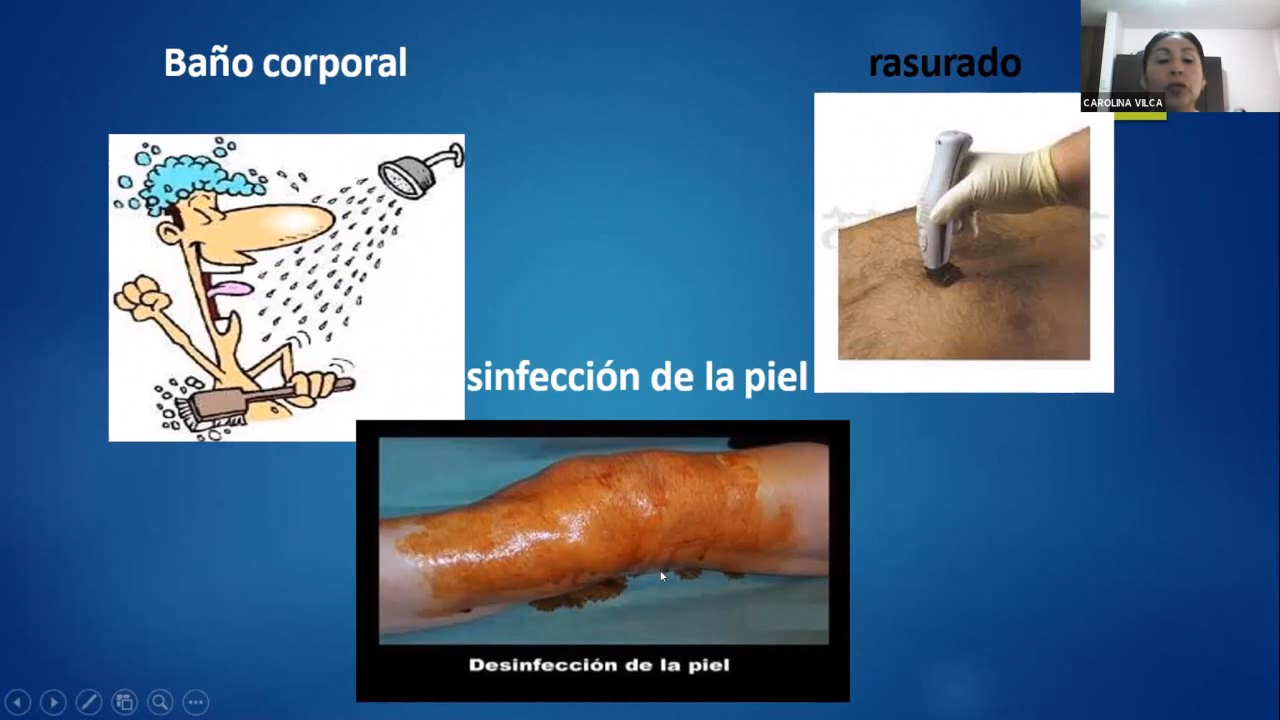 Baño corporal
rasurado
CAROLINA VILCA
sinfección de la piel
Desinfección de la piel